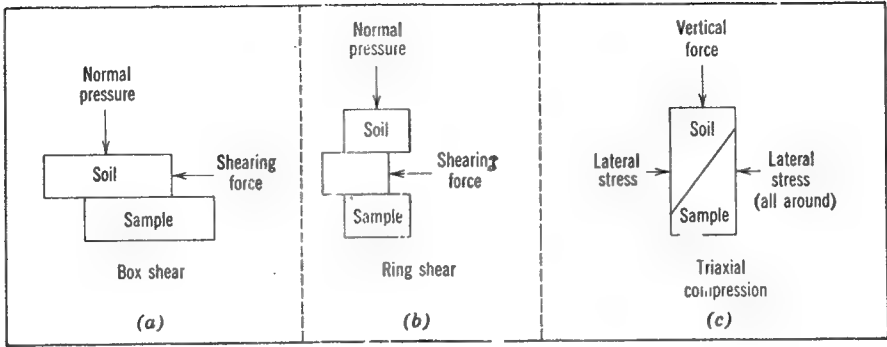 Normal
pressure
Shearing
force
Soil
Sample
Box shear
(a)
Normal
pressure
Soil
Shearing
force
Sample
Ring shear
(b)
Vertical
force
Soil
Lateral
stress
Lateral
stress
(all around)
Sample
Triaxial
compression
(c)